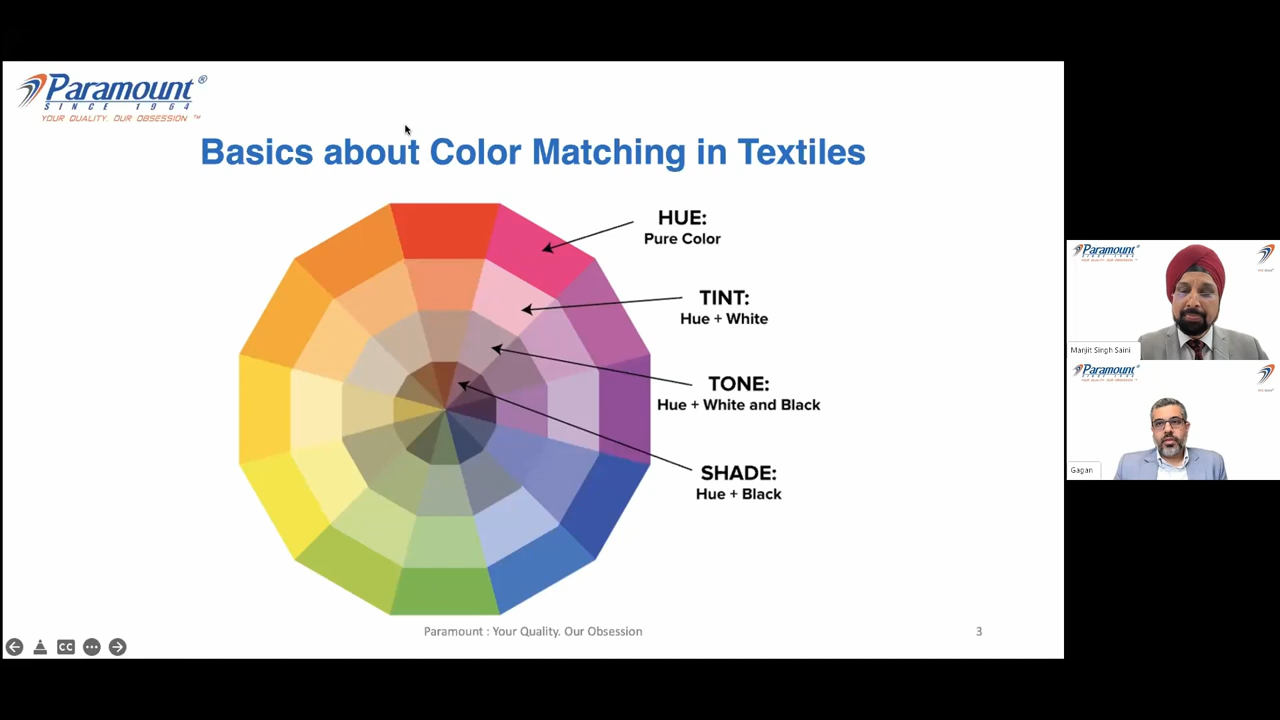 Paramount®
SINCE 1964
YOUR QUALITY. OUR OBSESSION ™
Basics about Color Matching in Textiles
HUE:
Pure Color
TINT:
Hue + White
TONE:
Hue + White and Black
SHADE:
Hue + Black
Paramount : Your Quality. Our Obsession
3
CC
Paramount
Manjit Singh Saini
Paramount
Gagan